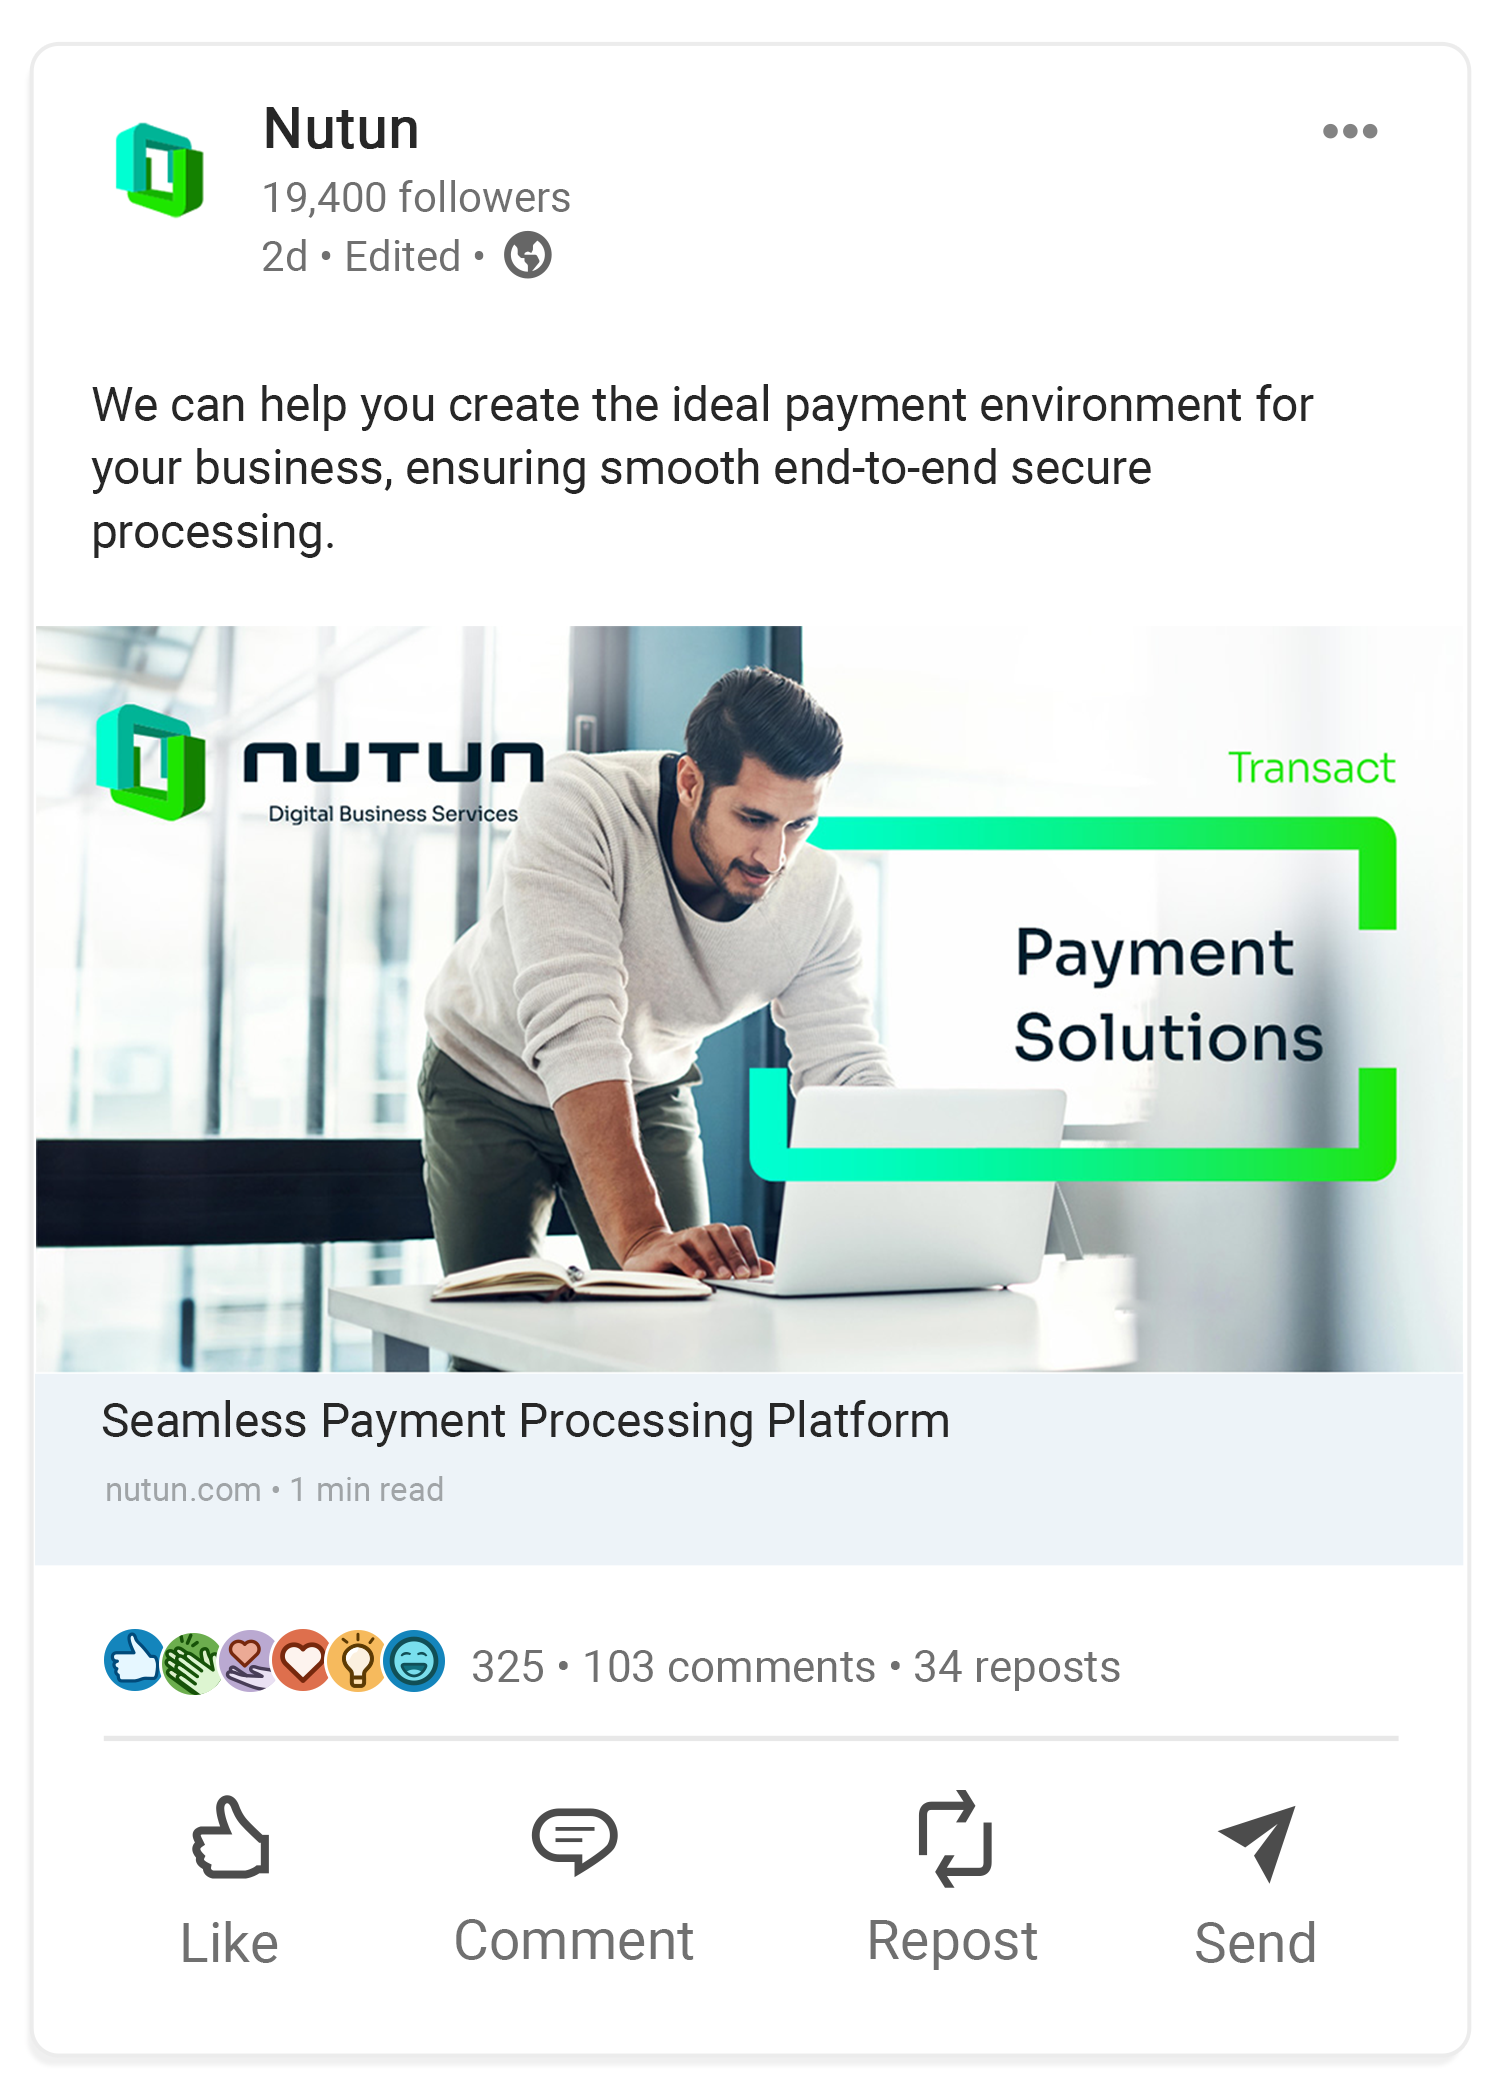 Nutun
19,400 followers
2d • Edited •
We can help you create the ideal payment environment for
your business, ensuring smooth end-to-end secure
processing.
NUTUN
Digital Business Services
Transact
Payment
Solutions
Seamless Payment Processing Platform
nutun.com • 1 min read
325 • 103 comments • 34 reposts
Like
Comment
Repost
Send